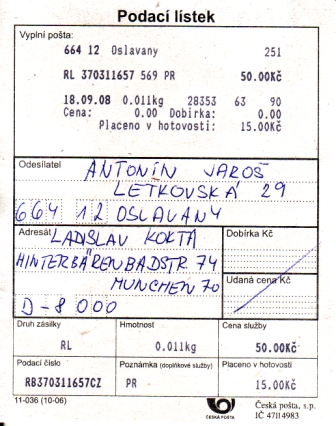 Podací lístek
Vyplní pošta:
664 12 Oslavany 251
RL 370311657 569 PR 50.00Kč
18.09.08 0.011kg 28353 63 90
Cena: 0.00 Dobírka: 0.00
Placeno v hotovosti: 15.00Kč
Odesílatel
ANTONÍN JAROŠ
LETKOVSKÁ 29
664 12 OSLAVANY
Adresát
LADISLAV KOKTA
HINTERBÄRENBADSTR 74
MUNCHEN 70
D-8000
Dobírka Kč
Udaná cena Kč
Druh zásilky Hmotnost Cena služby
RL 0.011kg 50.00Kč
Podací číslo Poznámka (doplňkové služby) Placeno v hotovosti
RB370311657CZ PR 15.00Kč
11-036 (10-06)
ČESKÁ POŠTA
Česká pošta, s.p.
IČ 47114983